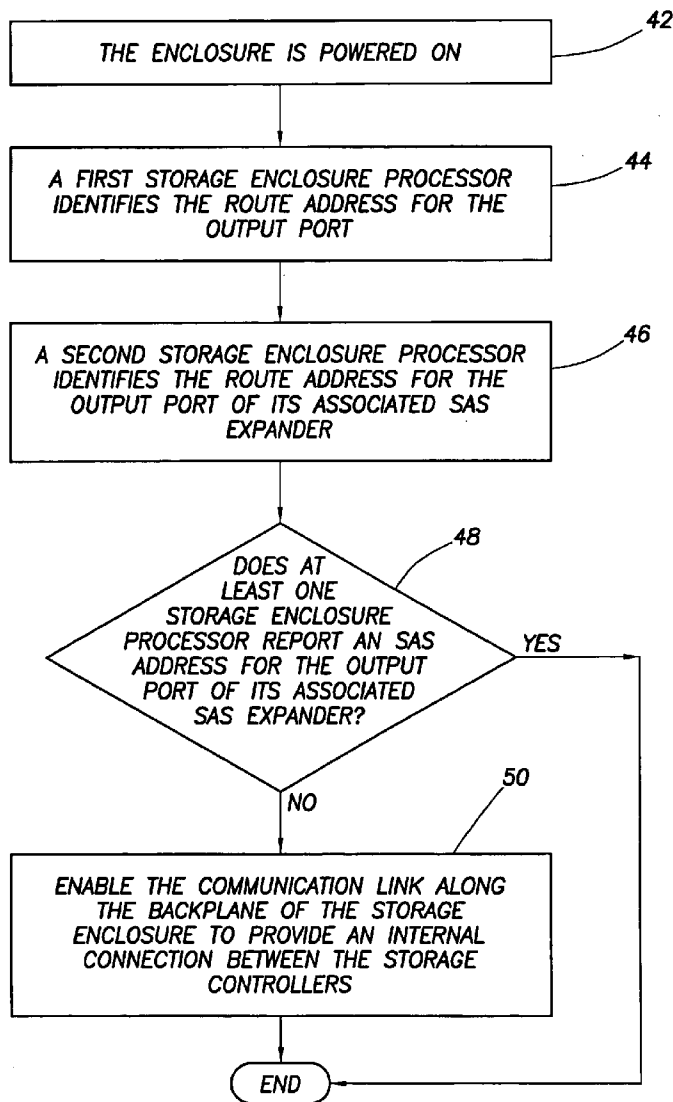 42
THE ENCLOSURE IS POWERED ON
44
A FIRST STORAGE ENCLOSURE PROCESSOR
IDENTIFIES THE ROUTE ADDRESS FOR THE
OUTPUT PORT
46
A SECOND STORAGE ENCLOSURE PROCESSOR
IDENTIFIES THE ROUTE ADDRESS FOR THE
OUTPUT PORT OF ITS ASSOCIATED SAS
EXPANDER
48
DOES AT
LEAST ONE
STORAGE ENCLOSURE
PROCESSOR REPORT AN SAS
ADDRESS FOR THE OUTPUT
PORT OF ITS ASSOCIATED
SAS EXPANDER?
YES
NO
50
ENABLE THE COMMUNICATION LINK ALONG
THE BACKPLANE OF THE STORAGE
ENCLOSURE TO PROVIDE AN INTERNAL
CONNECTION BETWEEN THE STORAGE
CONTROLLERS
END